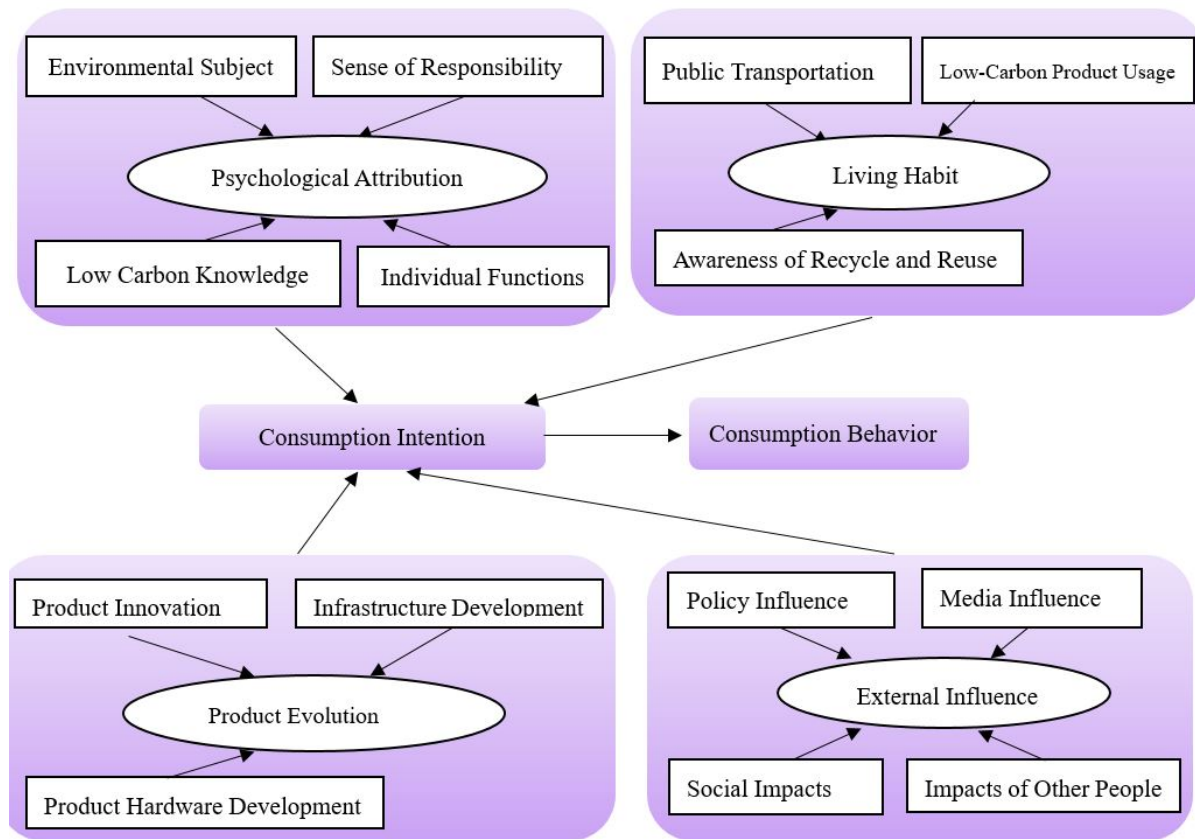 Environmental Subject
Sense of Responsibility
Psychological Attribution
Low Carbon Knowledge
Individual Functions
Public Transportation
Low-Carbon Product Usage
Living Habit
Awareness of Recycle and Reuse
Consumption Intention
Consumption Behavior
Product Innovation
Infrastructure Development
Product Evolution
Product Hardware Development
Policy Influence
Media Influence
External Influence
Social Impacts
Impacts of Other People